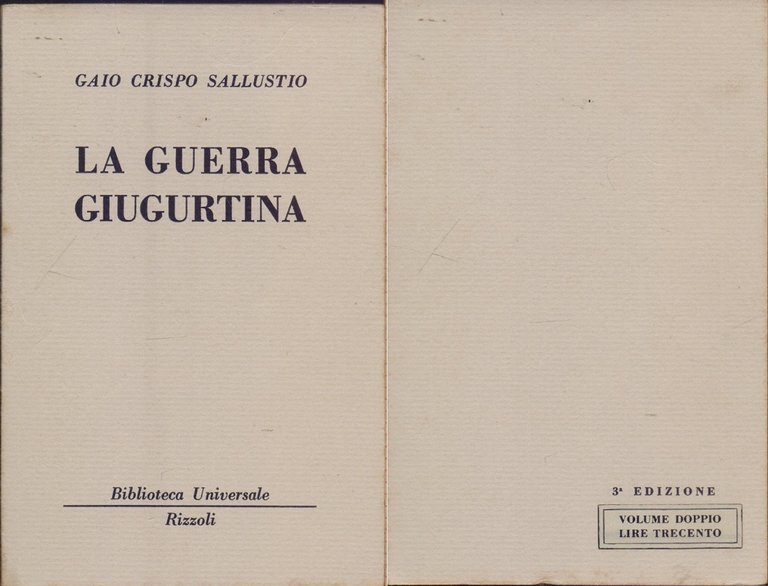 GAIO CRISPO SALLUSTIO
LA GUERRA
GIUGURTINA
Biblioteca Universale
Rizzoli
3ª EDIZIONE
VOLUME DOPPIO
LIRE TRECENTO